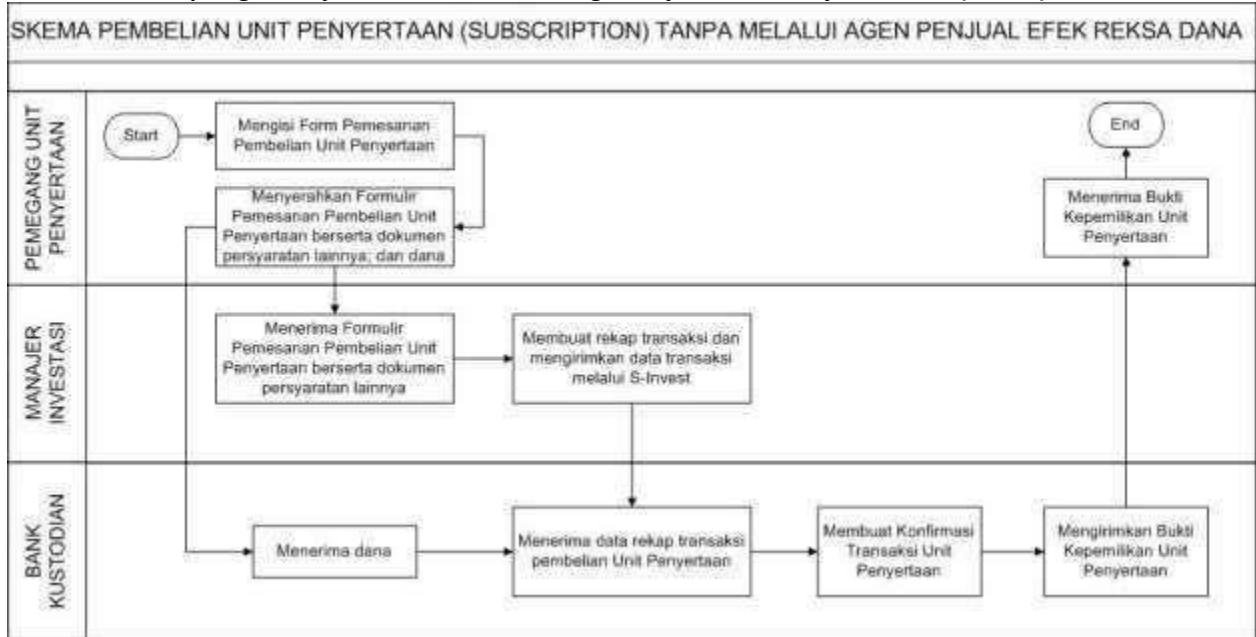 SKEMA PEMBELIAN UNIT PENYERTAAN (SUBSCRIPTION) TANPA MELALUI AGEN PENJUAL EFEK REKSA DANA
PEMEGANG UNIT
PENYERTAAN
Start
Mengisi Form Pemesanan
Pembelian Unit Penyertaan
Menyerahkan Formulir
Pemesanan Pembelian Unit
Penyertaan berserta dokumen
persyaratan lainnya; dan dana
End
Menerima Bukti
Kepemilikan Unit
Penyertaan
MANAJER
INVESTASI
Menerima Formulir
Pemesanan Pembelian Unit
Penyertaan berserta dokumen
persyaratan lainnya
Membuat rekap transaksi dan
mengirimkan data transaksi
melalui S-Invest
BANK
KUSTODIAN
Menerima dana
Menerima data rekap transaksi
pembelian Unit Penyertaan
Membuat Konfirmasi
Transaksi Unit
Penyertaan
Mengirimkan Bukti
Kepemilikan Unit
Penyertaan